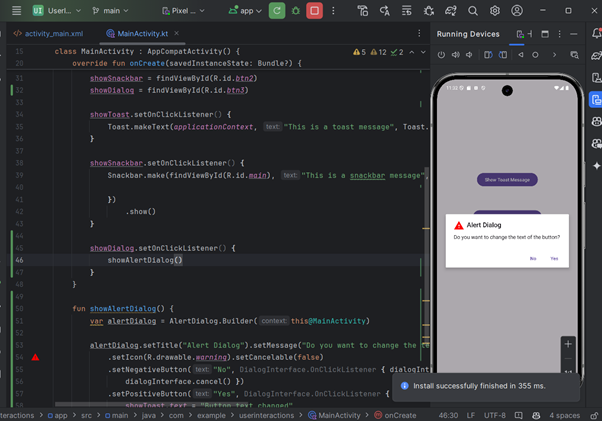 UI UserI...
main
Pixel ...
app
activity_main.xml
MainActivity.kt
Running Devices
15 class MainActivity : AppCompatActivity() {
5 12 2
20 override fun onCreate(savedInstanceState: Bundle?) {
31 showSnackbar = findViewById(R.id.btn2)
32 showDialog = findViewById(R.id.btn3)
33
34 showToast.setOnClickListener {
35 Toast.makeText(applicationContext, text: "This is a toast message", Toast.
36 }
37
38 showSnackbar.setOnClickListener() {
39 Snackbar.make(findViewById(R.id.main), text: "This is a snackbar message"
40
41 })
42 .show()
43 }
44
45 showDialog.setOnClickListener() {
46 showAlertDialog()
47 }
48 }
49
50 fun showAlertDialog() {
51 var alertDialog = AlertDialog.Builder( context: this@MainActivity)
52
53 alertDialog.setTitle("Alert Dialog").setMessage("Do you want to change the te
54 .setIcon(R.drawable.warning).setCancelable(false)
55 .setNegativeButton( text: "No", DialogInterface.OnClickListener { dialogInt
56 dialogInterface.cancel() })
57 .setPositiveButton( text: "Yes", DialogInterface.OnClickListener {
58 showToast.text = "Button text changed"
11:33
Show Toast Message
Alert Dialog
Do you want to change the text of the button?
No Yes
Install successfully finished in 355 ms.
nteractions > app > src > main > java > com > example > userinteractions > MainActivity > onCreate
46:30 LF UTF-8 4 spaces